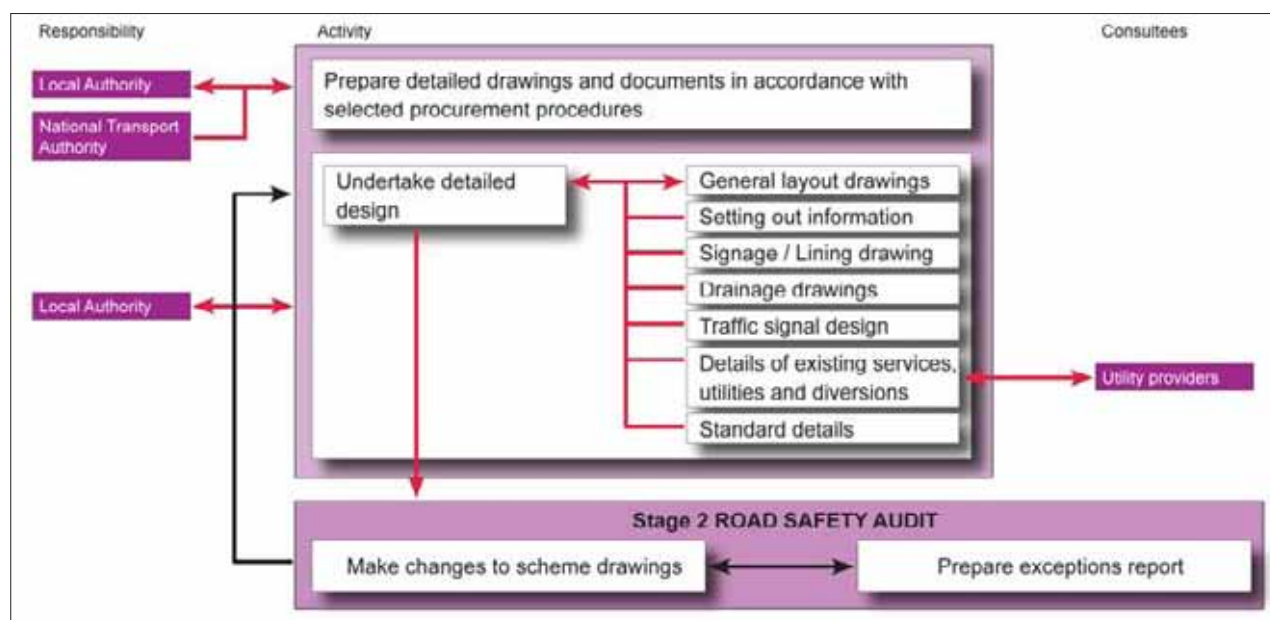 Responsibility
Activity
Consultees
Local Authority
National Transport
Authority
Prepare detailed drawings and documents in accordance with
selected procurement procedures
Undertake detailed
design
General layout drawings
Setting out information
Signage / Lining drawing
Drainage drawings
Traffic signal design
Details of existing services,
utilities and diversions
Standard details
Local Authority
Utility providers
Stage 2 ROAD SAFETY AUDIT
Make changes to scheme drawings
Prepare exceptions report